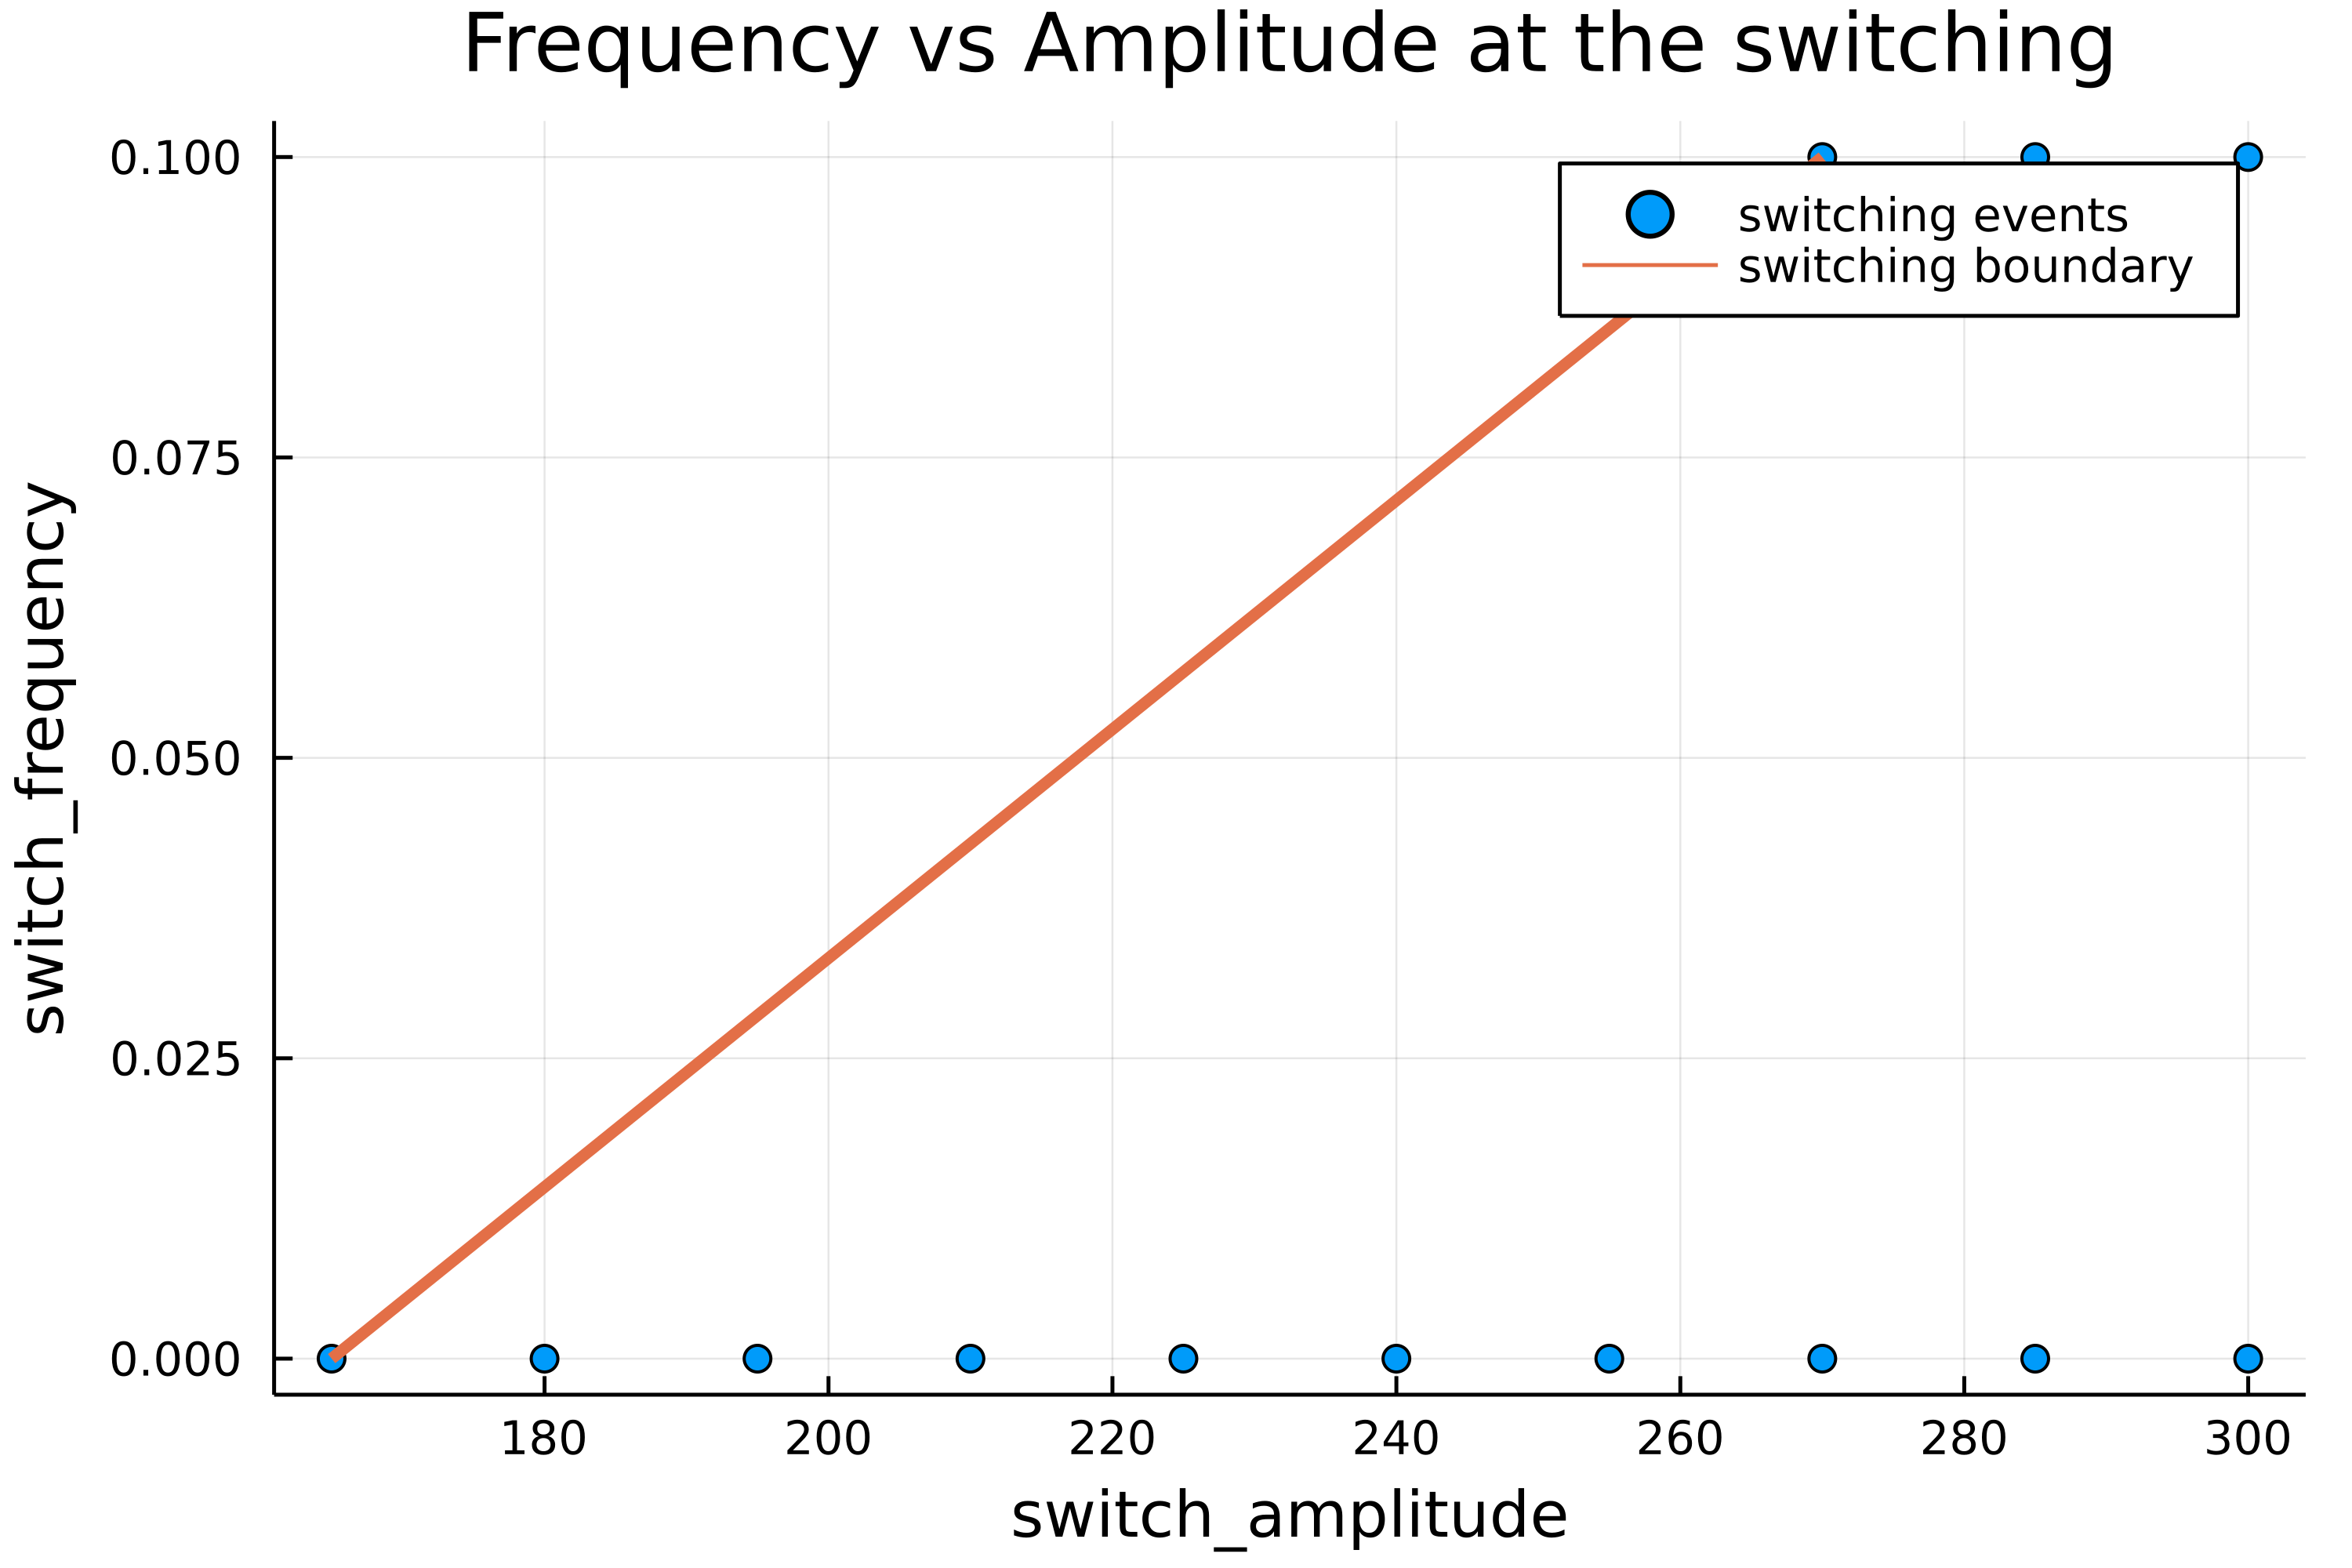 Frequency vs Amplitude at the switching
switch_frequency
0.100
0.075
0.050
0.025
0.000
switching events
switching boundary
180 200 220 240 260 280 300
switch_amplitude